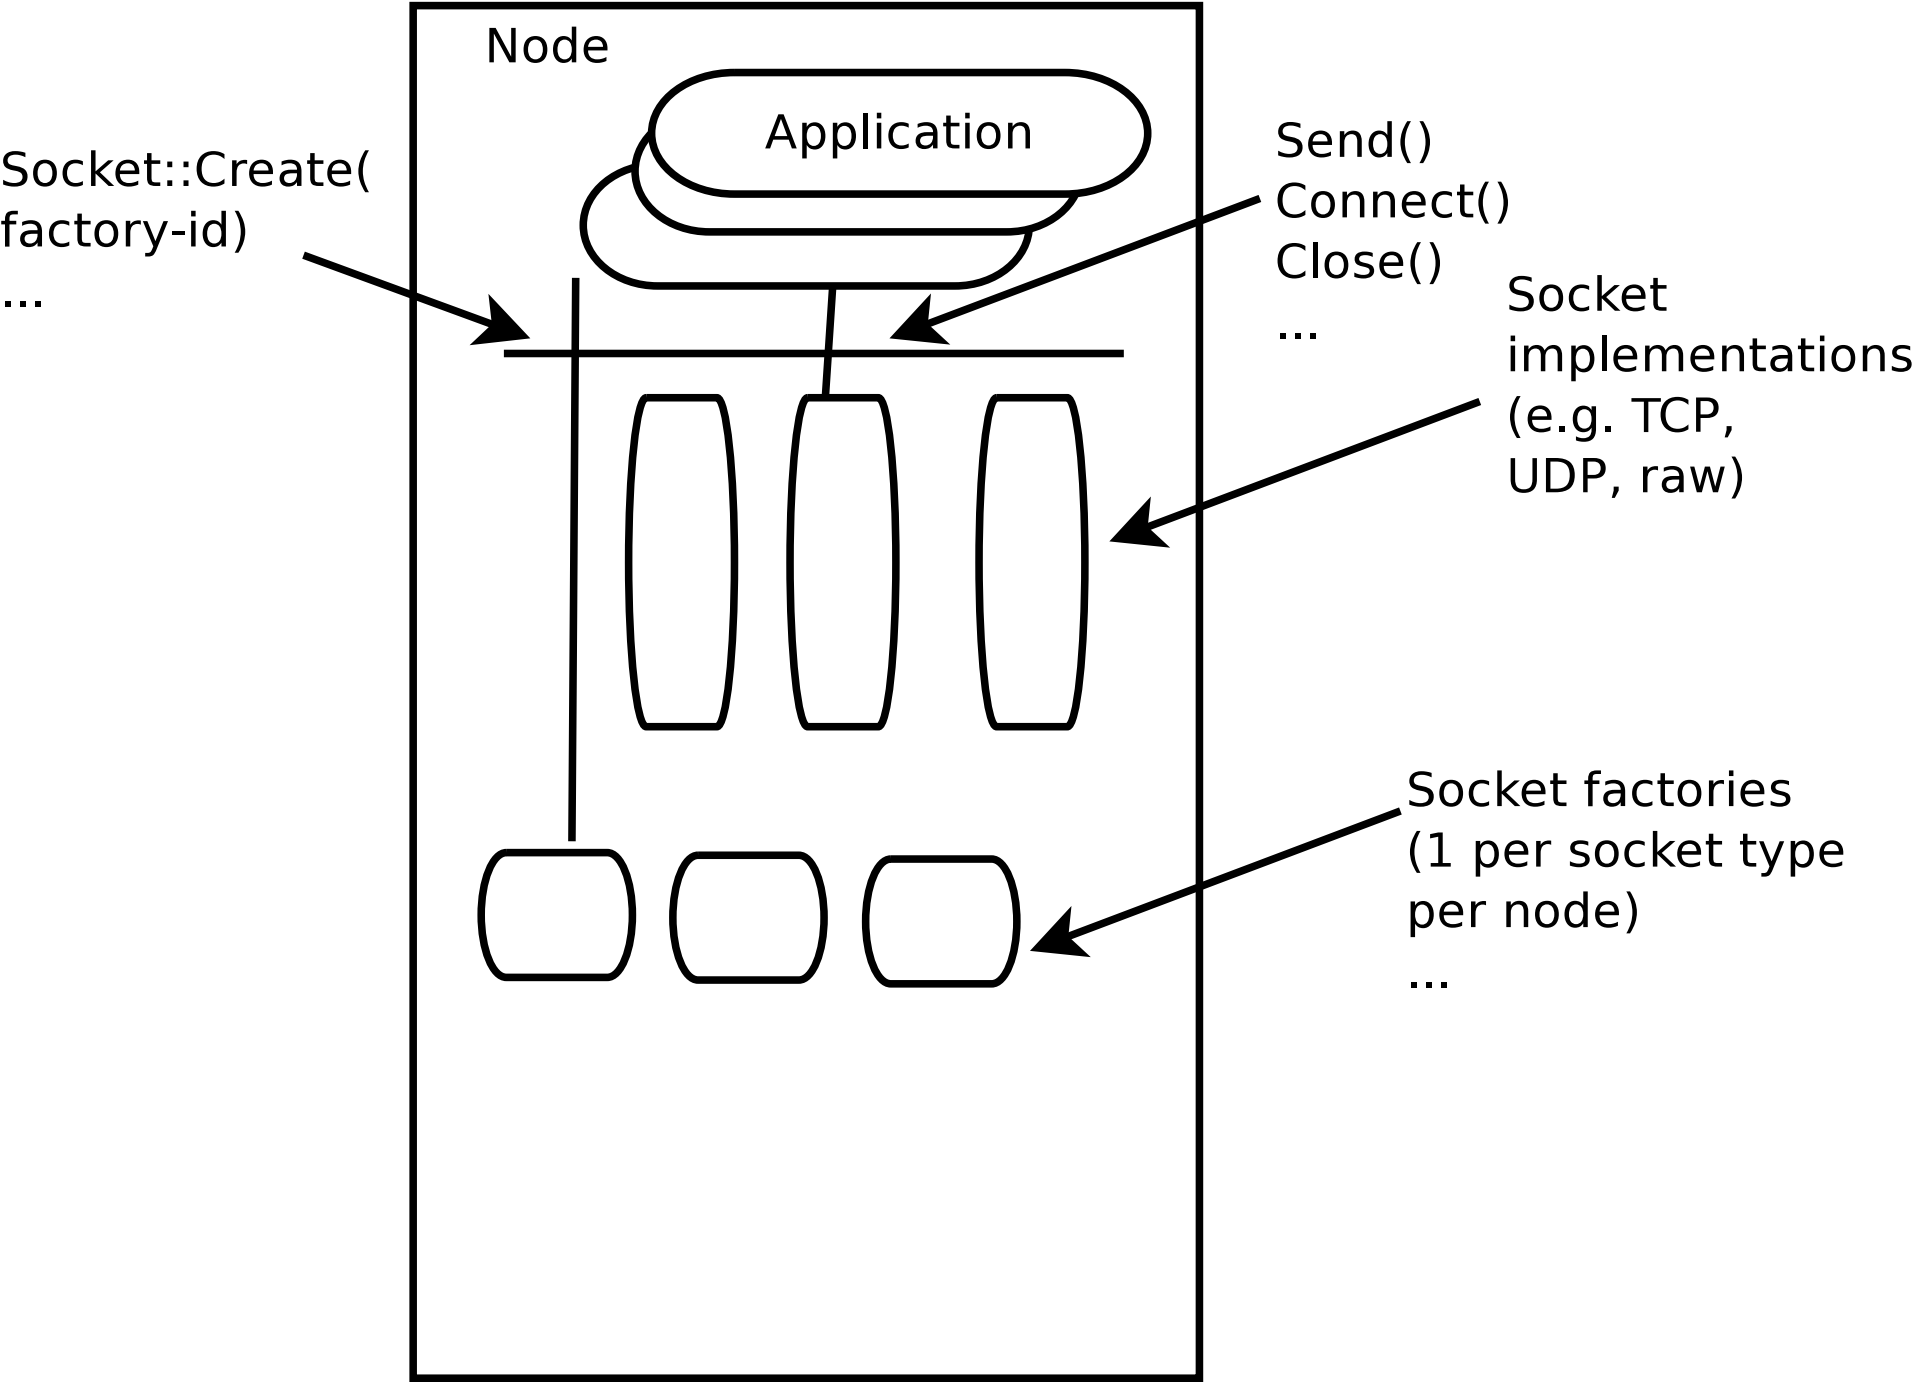 Node
Application
Socket::Create(
factory-id)
...
Send()
Connect()
Close()
...
Socket
implementations
(e.g. TCP,
UDP, raw)
Socket factories
(1 per socket type
per node)
...